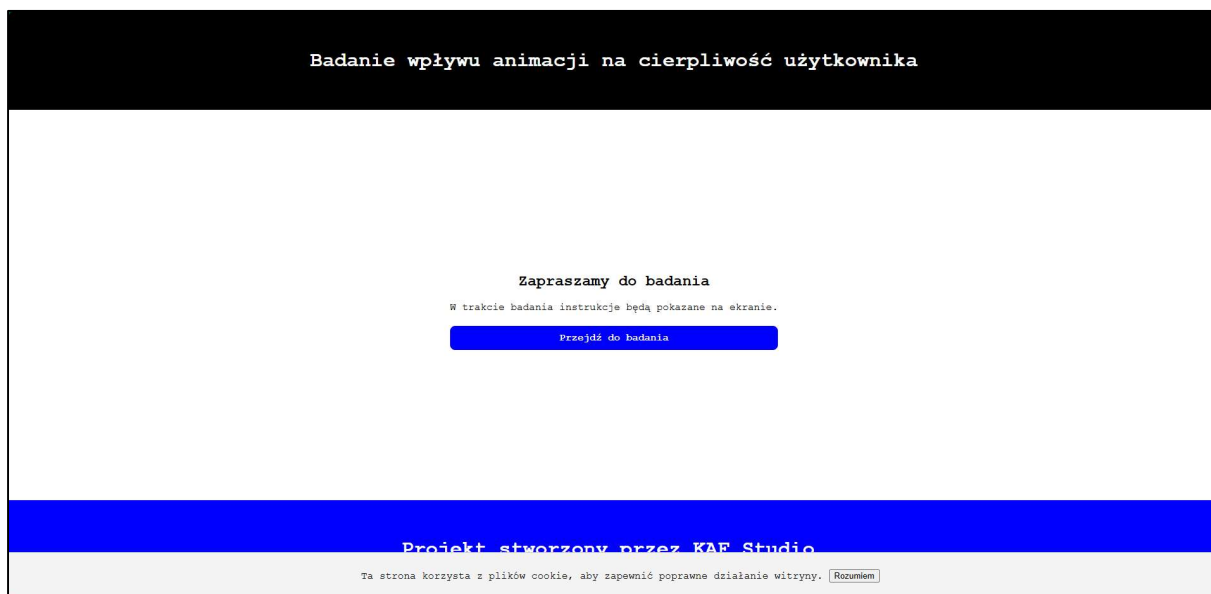 Badanie wpływu animacji na cierpliwość użytkownika
Zapraszamy do badania
W trakcie badania instrukcje będą pokazane na ekranie.
Przejdź do badania
Projekt stworzony przez KAF Studio
Ta strona korzysta z plików cookie, aby zapewnić poprawne działanie witryny. Rozumiem